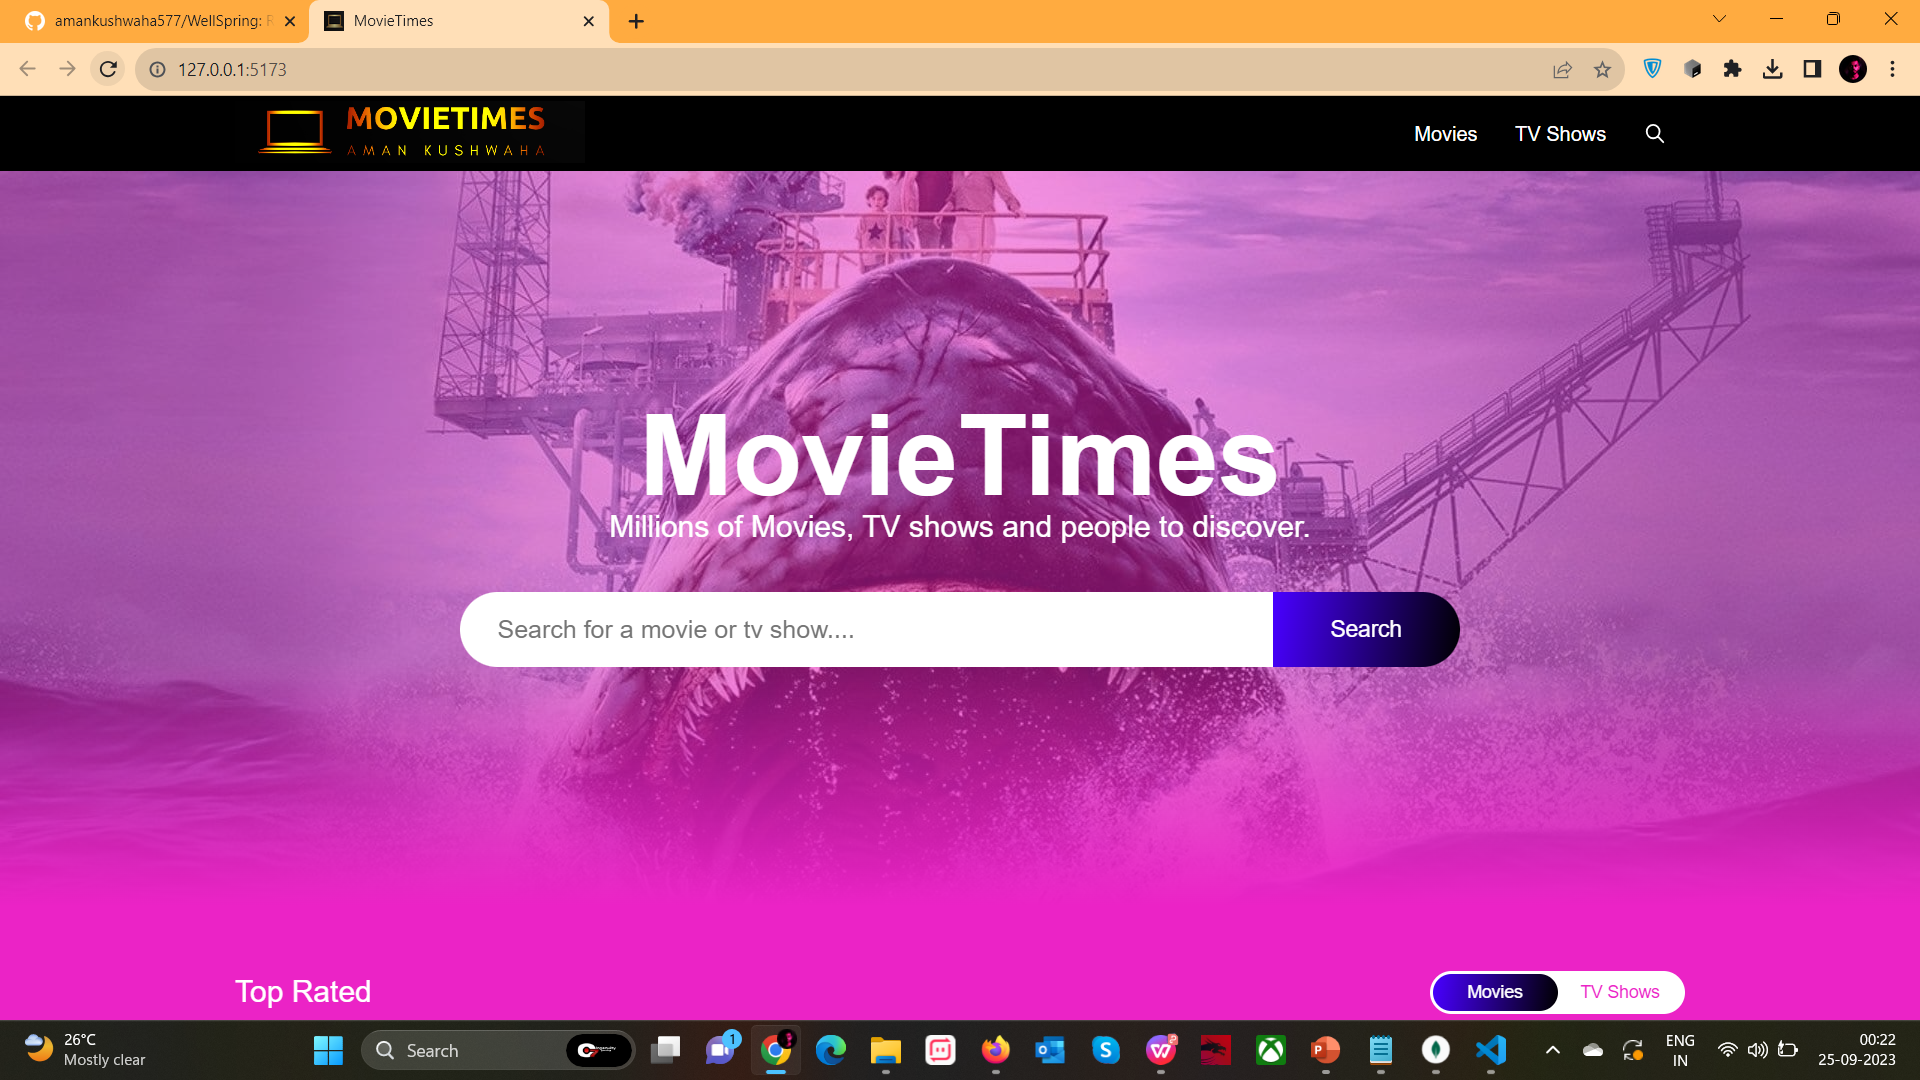 amankushwaha577/WellSpring: R
MovieTimes
127.0.0.1:5173
MOVIETIMES
AMAN KUSHWAHA
Movies
TV Shows
MovieTimes
Millions of Movies, TV shows and people to discover.
Search for a movie or tv show....
Search
Top Rated
Movies
TV Shows
26°C
Mostly clear
Search
1
ENG
IN
00:22
25-09-2023